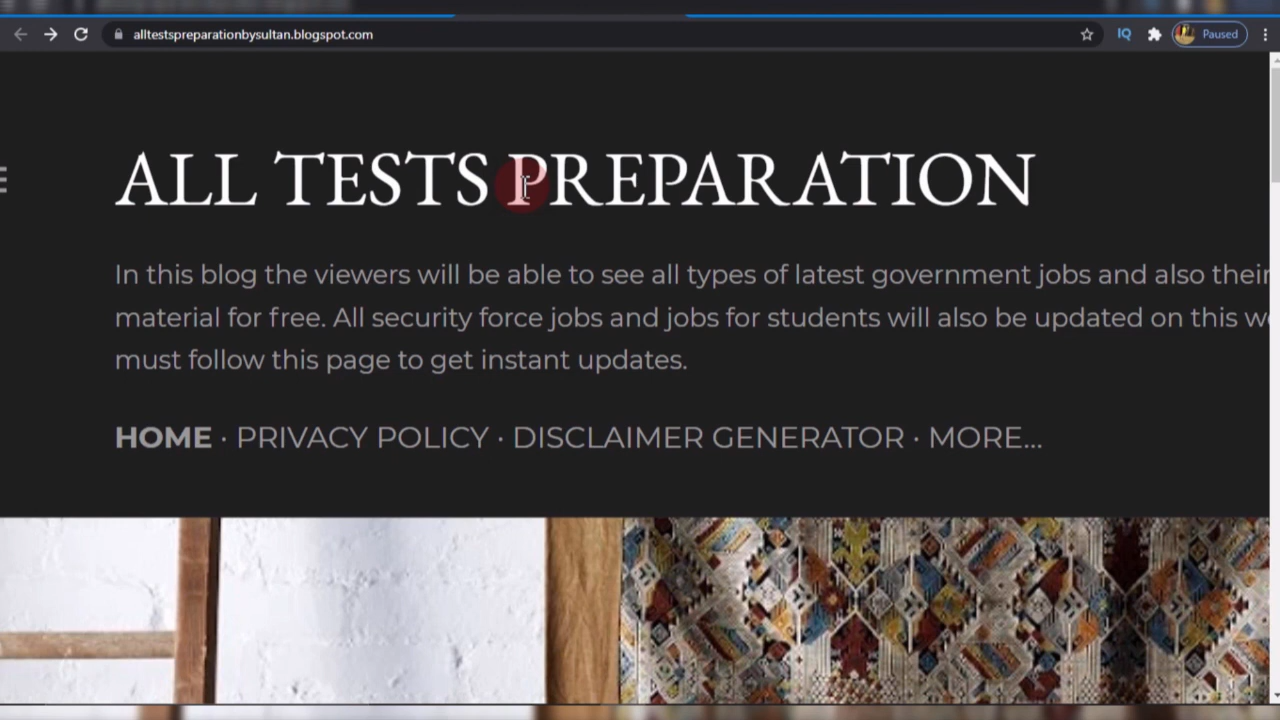 alltestspreparationbysultan.blogspot.com
IQ
Paused
ALL TESTS PREPARATION
In this blog the viewers will be able to see all types of latest government jobs and also their
material for free. All security force jobs and jobs for students will also be updated on this w
must follow this page to get instant updates.
HOME · PRIVACY POLICY · DISCLAIMER GENERATOR · MORE...